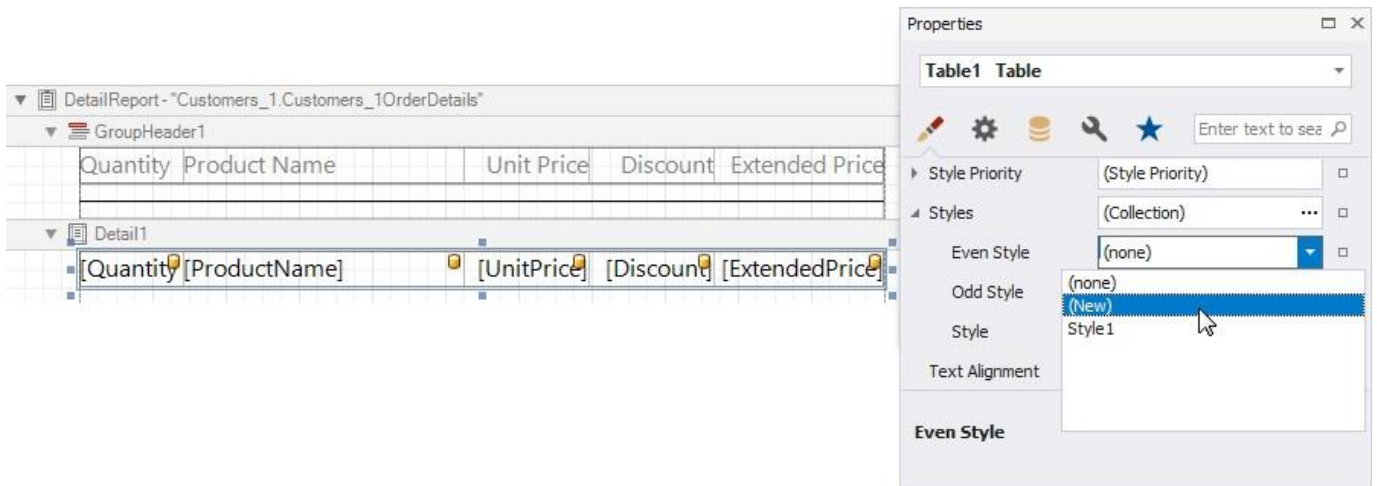 DetailReport - "Customers_1.Customers_1OrderDetails"
GroupHeader1
Quantity Product Name Unit Price Discount Extended Price
Detail1
[Quantity [ProductName] [UnitPrice] [Discount] [ExtendedPrice]
Properties
Table1 Table
Enter text to sea
Style Priority (Style Priority)
Styles (Collection) ...
Even Style (none)
(none)
Odd Style
(New)
Style
Style1
Text Alignment
Even Style